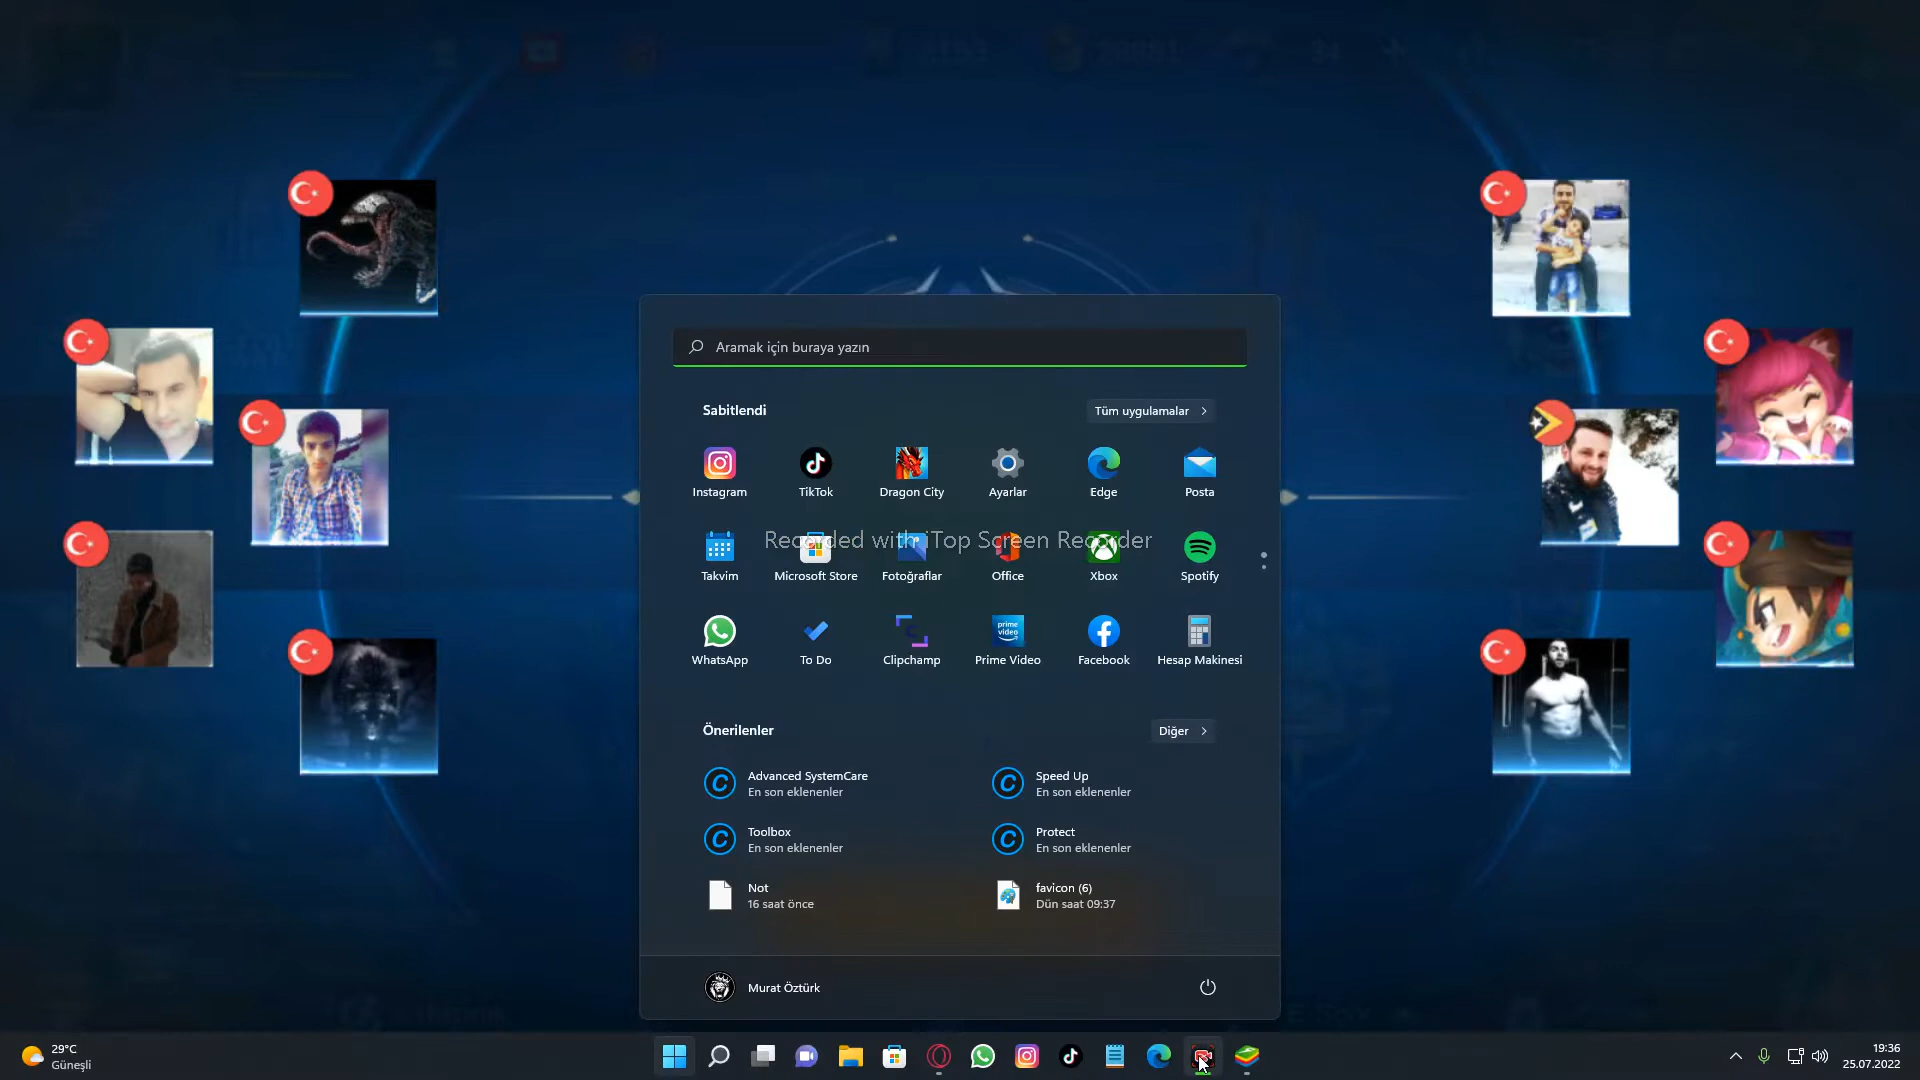 Aramak için buraya yazın
Sabitlendi
Tüm uygulamalar
Instagram
TikTok
Dragon City
Ayarlar
Edge
Posta
Recorded with iTop Screen Recorder
Takvim
Microsoft Store
Fotoğraflar
Office
Xbox
Spotify
prime video
WhatsApp
To Do
Clipchamp
Prime Video
Facebook
Hesap Makinesi
Önerilenler
Diğer
Advanced SystemCare
En son eklenenler
Speed Up
En son eklenenler
Toolbox
En son eklenenler
Protect
En son eklenenler
Not
16 saat önce
favicon (6)
Dün saat 09:37
Murat Öztürk
29°C
Güneşli
19:36
25.07.2022